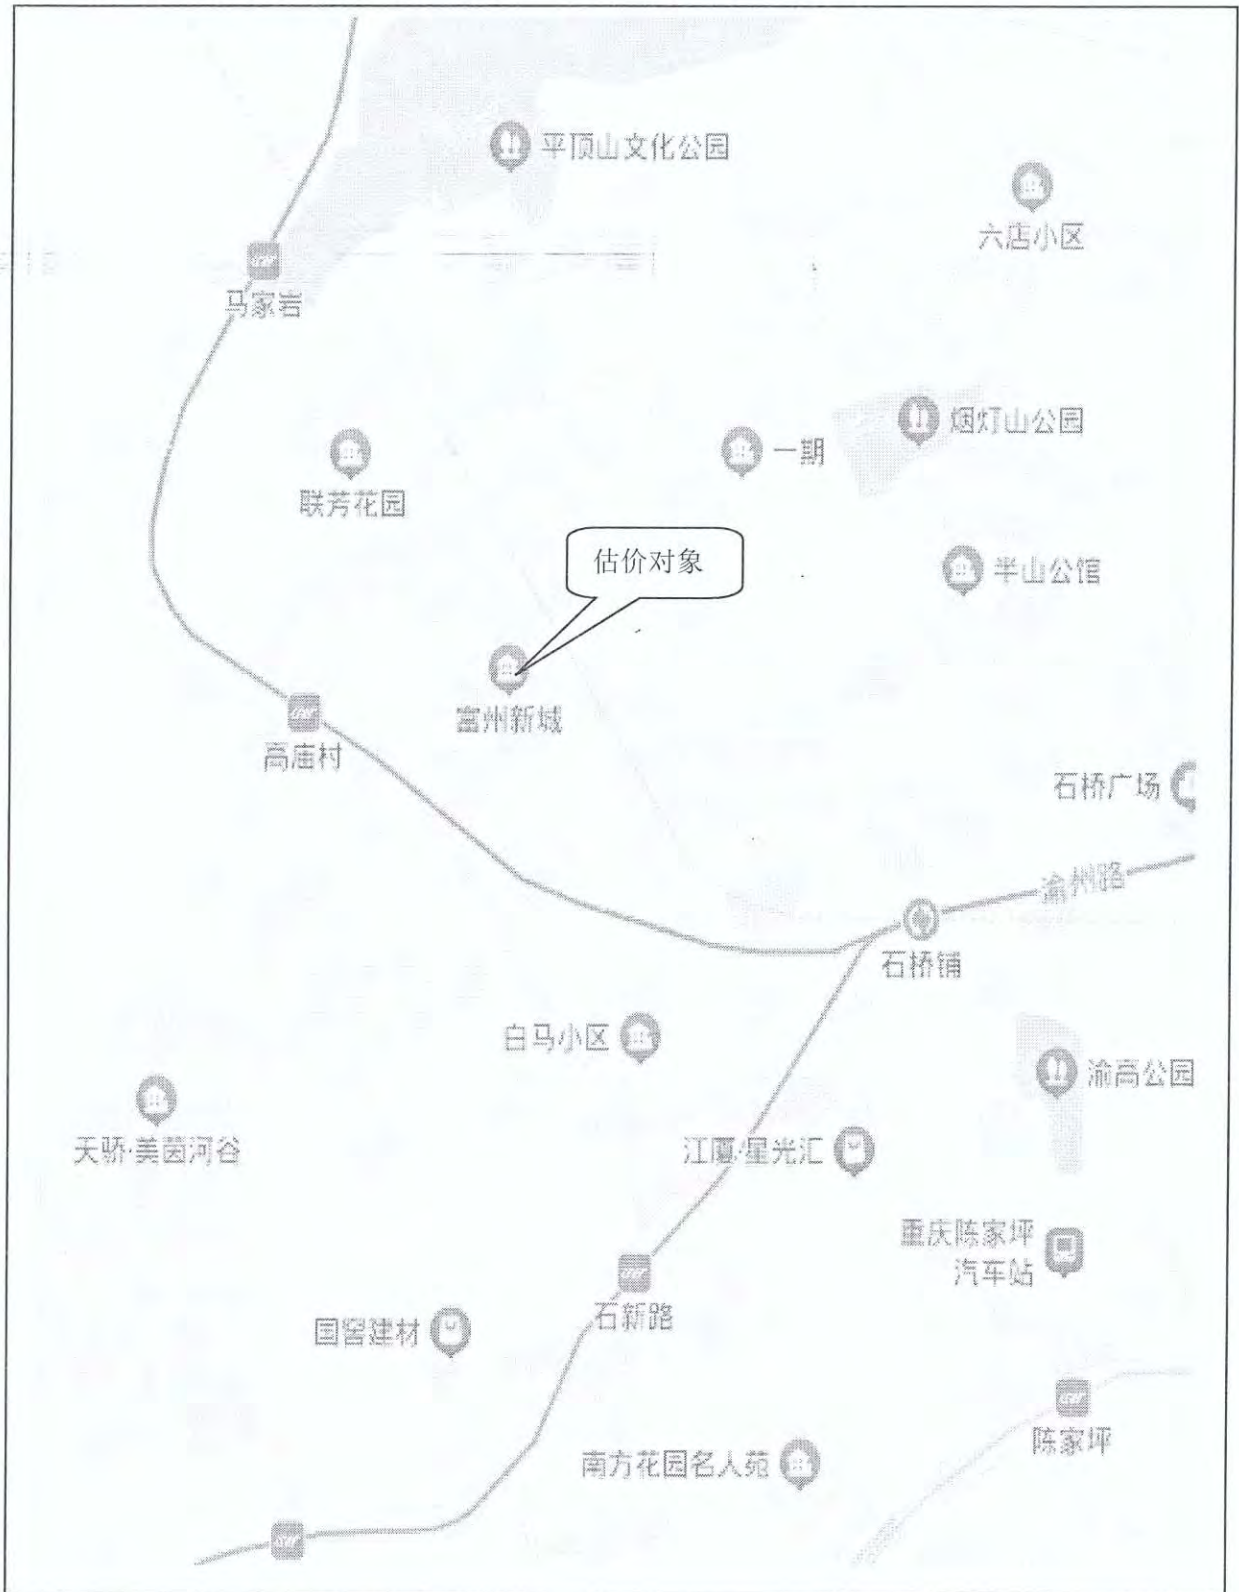 平顶山文化公园
六店小区
马家岩
烟灯山公园
一期
联芳花园
估价对象
半山公馆
富州新城
高庙村
石桥广场
渝州路
石桥铺
白马小区
渝高公园
天骄·美茵河谷
江厦·星光汇
重庆陈家坪
汽车站
石新路
国窖建材
陈家坪
南方花园名人苑